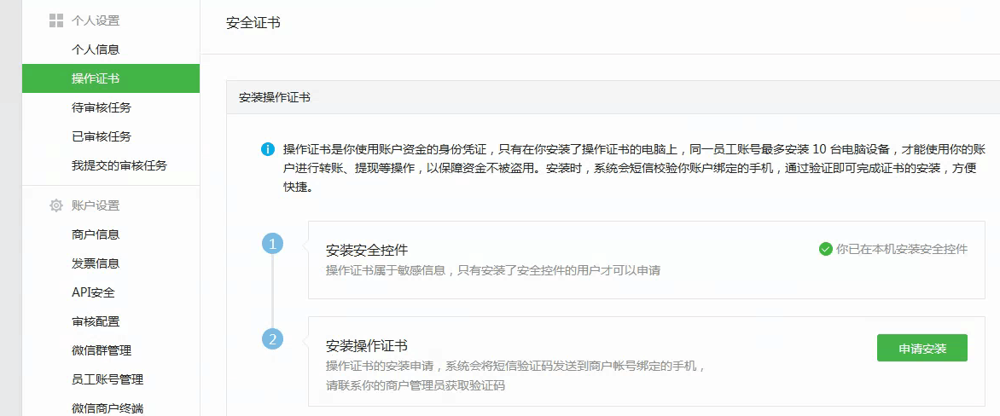 个人设置
个人信息
操作证书
待审核任务
已审核任务
我提交的审核任务
账户设置
商户信息
发票信息
API安全
审核配置
微信群管理
员工账号管理
微信商户终端
安全证书
安装操作证书
操作证书是你使用账户资金的身份凭证，只有在你安装了操作证书的电脑上，同一员工账号最多安装 10 台电脑设备，才能使用你的账
户进行转账、提现等操作，以保障资金不被盗用。安装时，系统会短信校验你账户绑定的手机，通过验证即可完成证书的安装，方便
快捷。
1
安装安全控件
你已在本机安装安全控件
操作证书属于敏感信息，只有安装了安全控件的用户才可以申请
2
安装操作证书
申请安装
操作证书的安装申请，系统会将短信验证码发送到商户帐号绑定的手机，
请联系你的商户管理员获取验证码